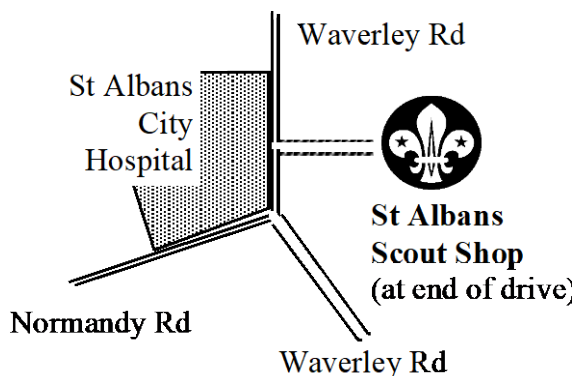 Waverley Rd
St Albans
City
Hospital
St Albans
Scout Shop
(at end of drive)
Normandy Rd
Waverley Rd